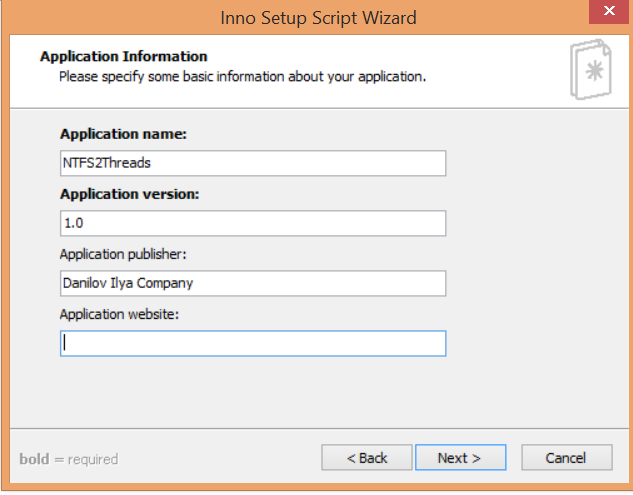 Inno Setup Script Wizard
Application Information
Please specify some basic information about your application.
Application name:
NTFS2Threads
Application version:
1.0
Application publisher:
Danilov Ilya Company
Application website:
bold = required
< Back
Next >
Cancel